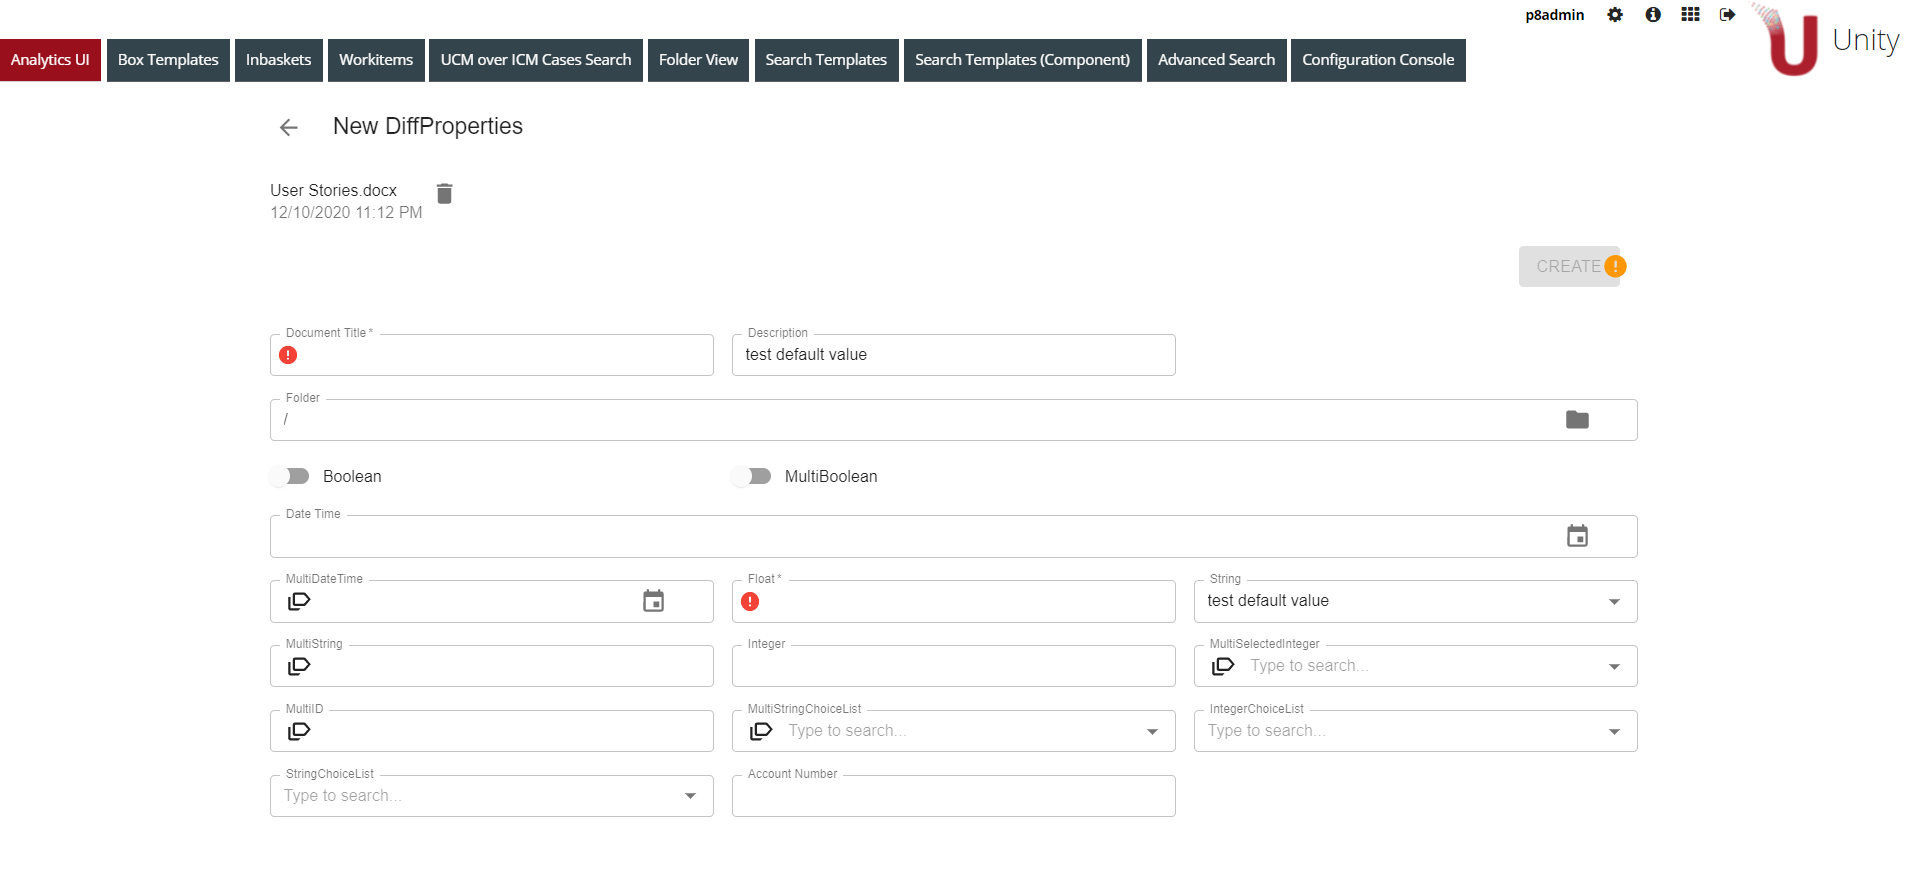 p8admin
Unity
Analytics UI
Box Templates
Inbaskets
Workitems
UCM over ICM Cases Search
Folder View
Search Templates
Search Templates (Component)
Advanced Search
Configuration Console
New DiffProperties
User Stories.docx
12/10/2020 11:12 PM
CREATE
Document Title *
Description
test default value
Folder
/
Boolean
MultiBoolean
Date Time
MultiDateTime
Float *
String
test default value
MultiString
Integer
MultiSelectedInteger
Type to search...
MultiID
MultiStringChoiceList
Type to search...
IntegerChoiceList
Type to search...
StringChoiceList
Type to search...
Account Number